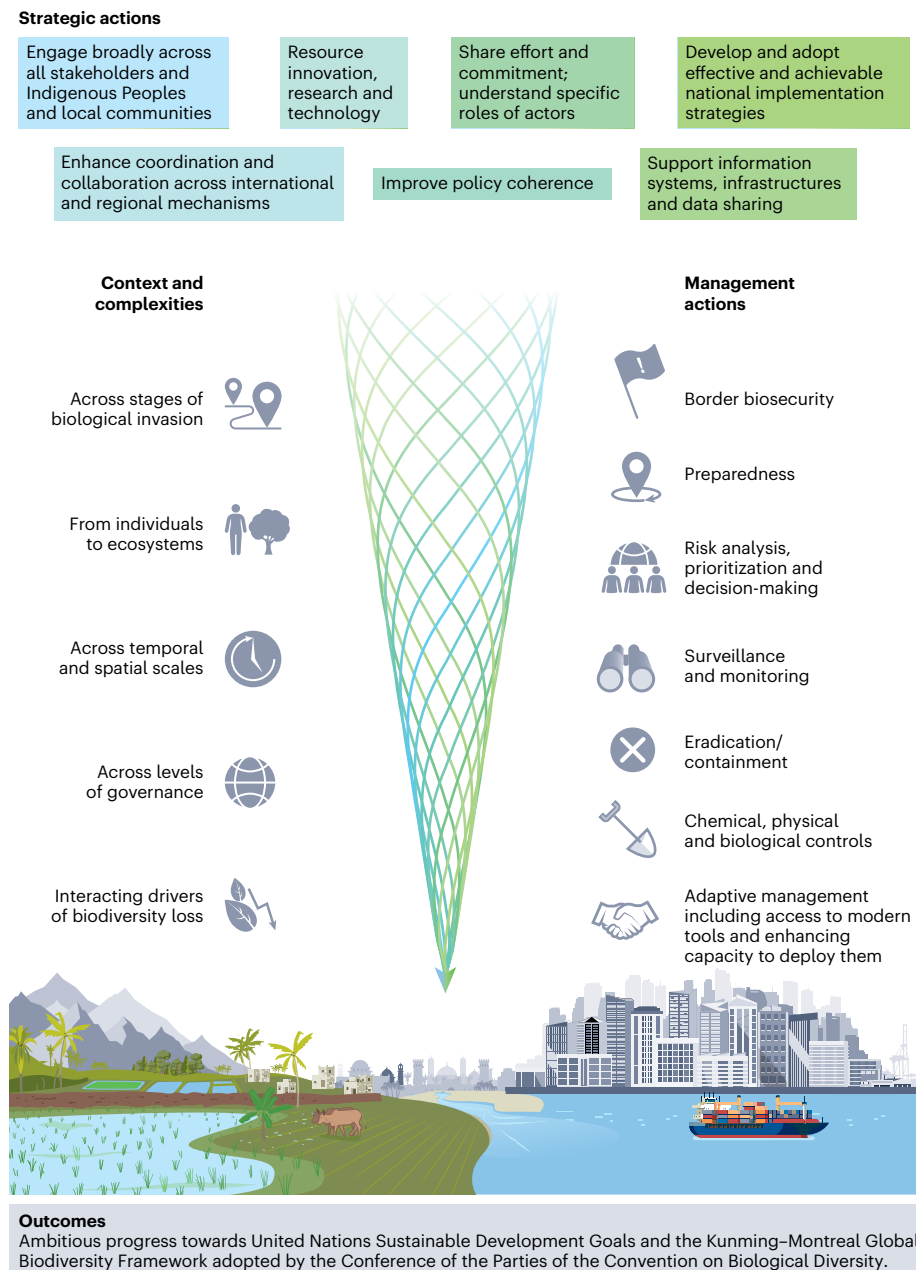 Strategic actions
Engage broadly across
all stakeholders and
Indigenous Peoples
and local communities
Resource
innovation,
research and
technology
Share effort and
commitment;
understand specific
roles of actors
Develop and adopt
effective and achievable
national implementation
strategies
Enhance coordination and
collaboration across international
and regional mechanisms
Improve policy coherence
Support information
systems, infrastructures
and data sharing
Context and
complexities
Across stages of
biological invasion
From individuals
to ecosystems
Across temporal
and spatial scales
Across levels
of governance
Interacting drivers
of biodiversity loss
Management
actions
!
Border biosecurity
Preparedness
Risk analysis,
prioritization and
decision-making
Surveillance
and monitoring
Eradication/
containment
Chemical, physical
and biological controls
Adaptive management
including access to modern
tools and enhancing
capacity to deploy them
Outcomes
Ambitious progress towards United Nations Sustainable Development Goals and the Kunming–Montreal Global
Biodiversity Framework adopted by the Conference of the Parties of the Convention on Biological Diversity.